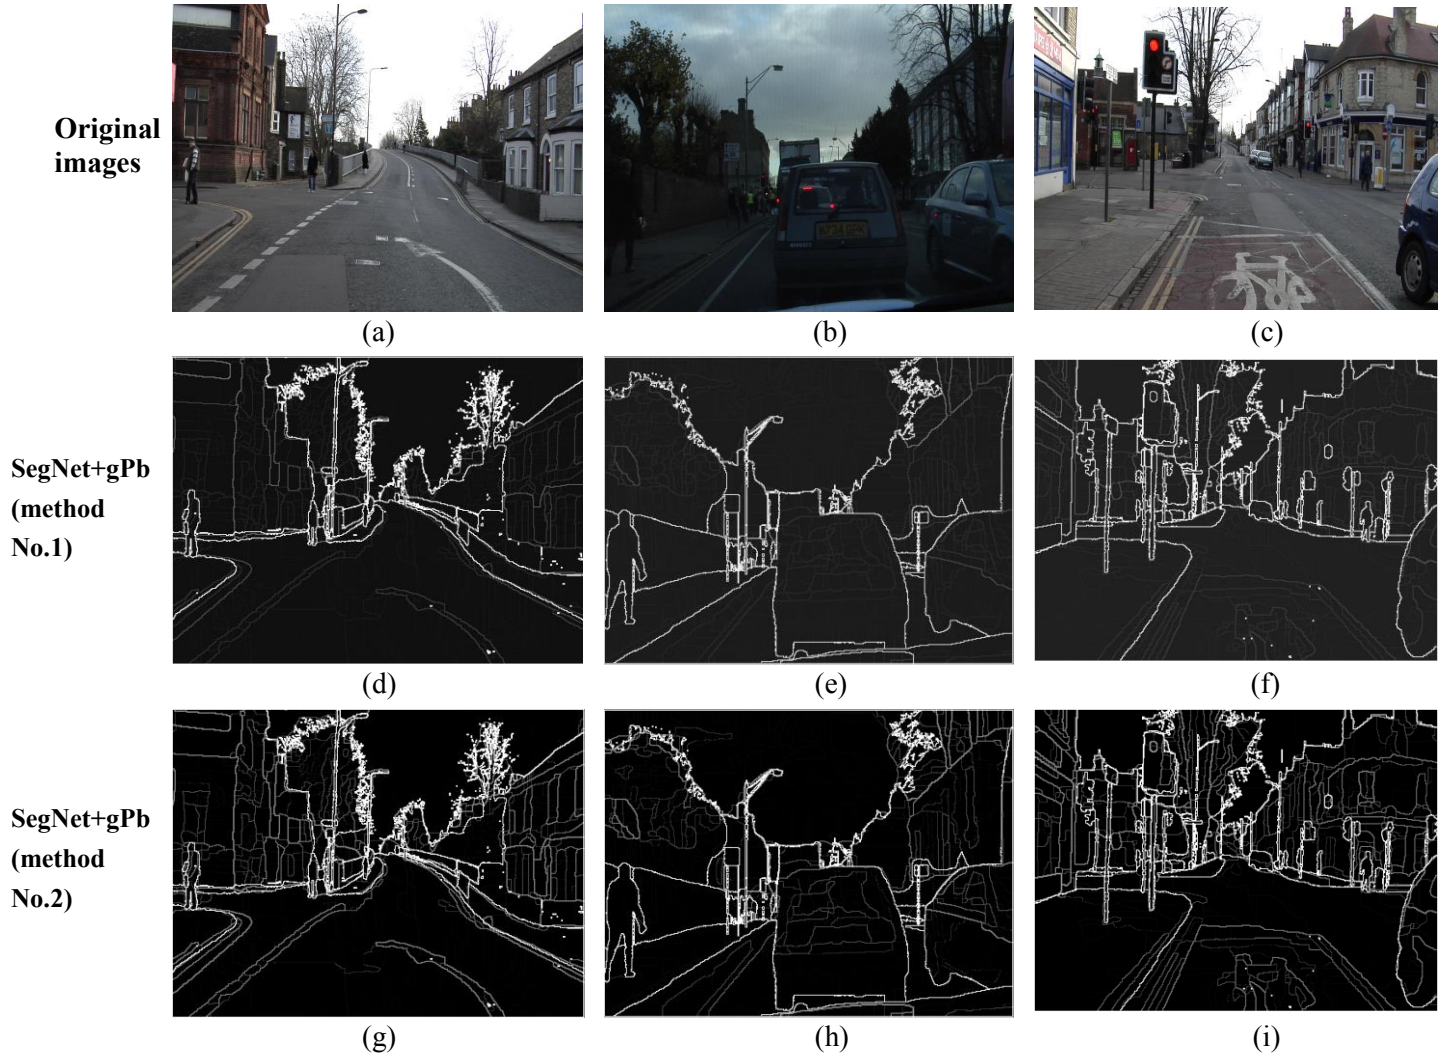 Original
images
(a)
(b)
(c)
SegNet+gPb
(method
No.1)
(d)
(e)
(f)
SegNet+gPb
(method
No.2)
(g)
(h)
(i)